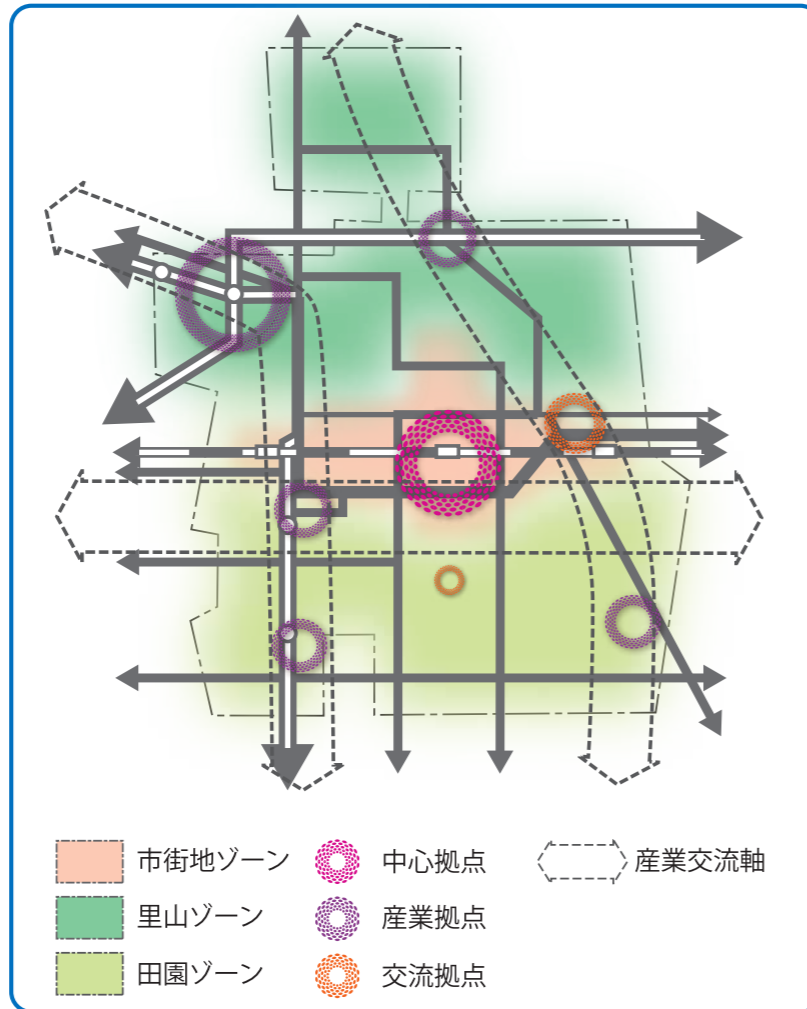 市街地ゾーン
里山ゾーン
田園ゾーン
中心拠点
産業拠点
交流拠点
産業交流軸